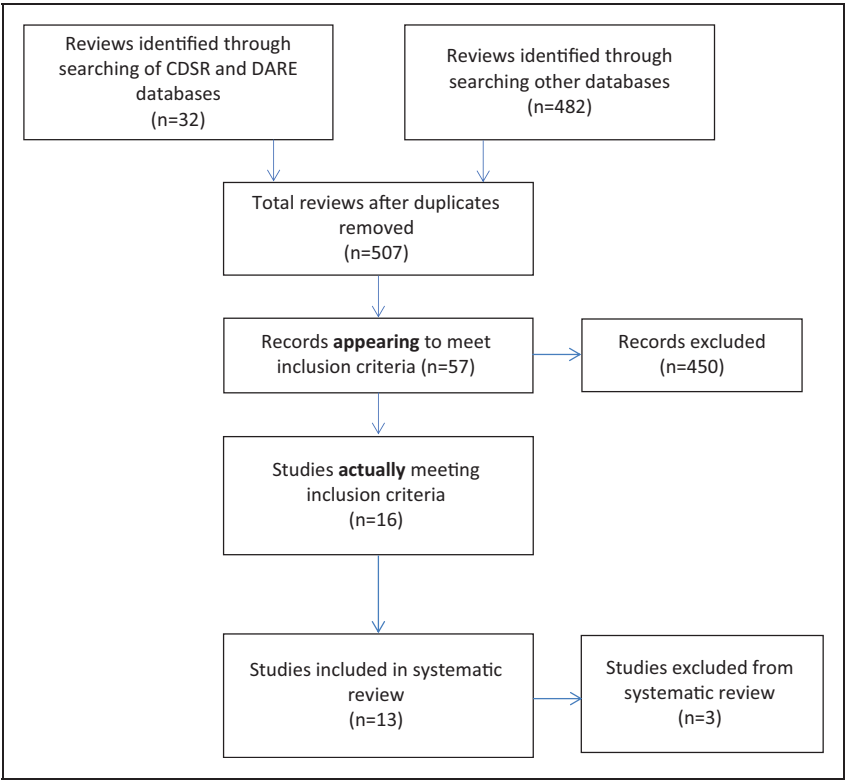 Reviews identified through
searching of CDSR and DARE
databases
(n=32)
Reviews identified through
searching other databases
(n=482)
Total reviews after duplicates
removed
(n=507)
Records appearing to meet
inclusion criteria (n=57)
Records excluded
(n=450)
Studies actually meeting
inclusion criteria
(n=16)
Studies included in systematic
review
(n=13)
Studies excluded from
systematic review
(n=3)